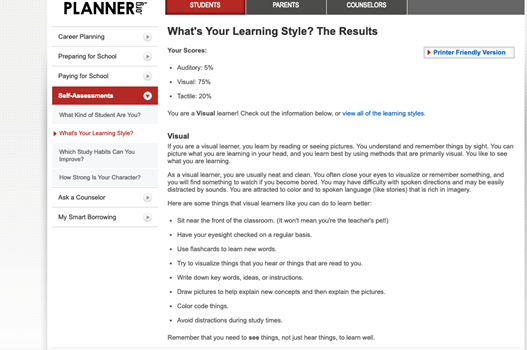 PLANNER.org
STUDENTS
PARENTS
COUNSELORS
Career Planning
Preparing for School
Paying for School
Self-Assessments
What Kind of Student Are You?
What's Your Learning Style?
Which Study Habits Can You
Improve?
How Strong Is Your Character?
Ask a Counselor
My Smart Borrowing
What's Your Learning Style? The Results
Printer Friendly Version
Your Scores:
• Auditory: 5%
• Visual: 75%
• Tactile: 20%
You are a Visual learner! Check out the information below, or view all of the learning styles.
Visual
If you are a visual learner, you learn by reading or seeing pictures. You understand and remember things by sight. You can
picture what you are learning in your head, and you learn best by using methods that are primarily visual. You like to see
what you are learning.
As a visual learner, you are usually neat and clean. You often close your eyes to visualize or remember something, and
you will find something to watch if you become bored. You may have difficulty with spoken directions and may be easily
distracted by sounds. You are attracted to color and to spoken language (like stories) that is rich in imagery.
Here are some things that visual learners like you can do to learn better:
• Sit near the front of the classroom. (It won't mean you're the teacher's pet!)
• Have your eyesight checked on a regular basis.
• Use flashcards to learn new words.
• Try to visualize things that you hear or things that are read to you.
• Write down key words, ideas, or instructions.
• Draw pictures to help explain new concepts and then explain the pictures.
• Color code things.
• Avoid distractions during study times.
Remember that you need to see things, not just hear things, to learn well.